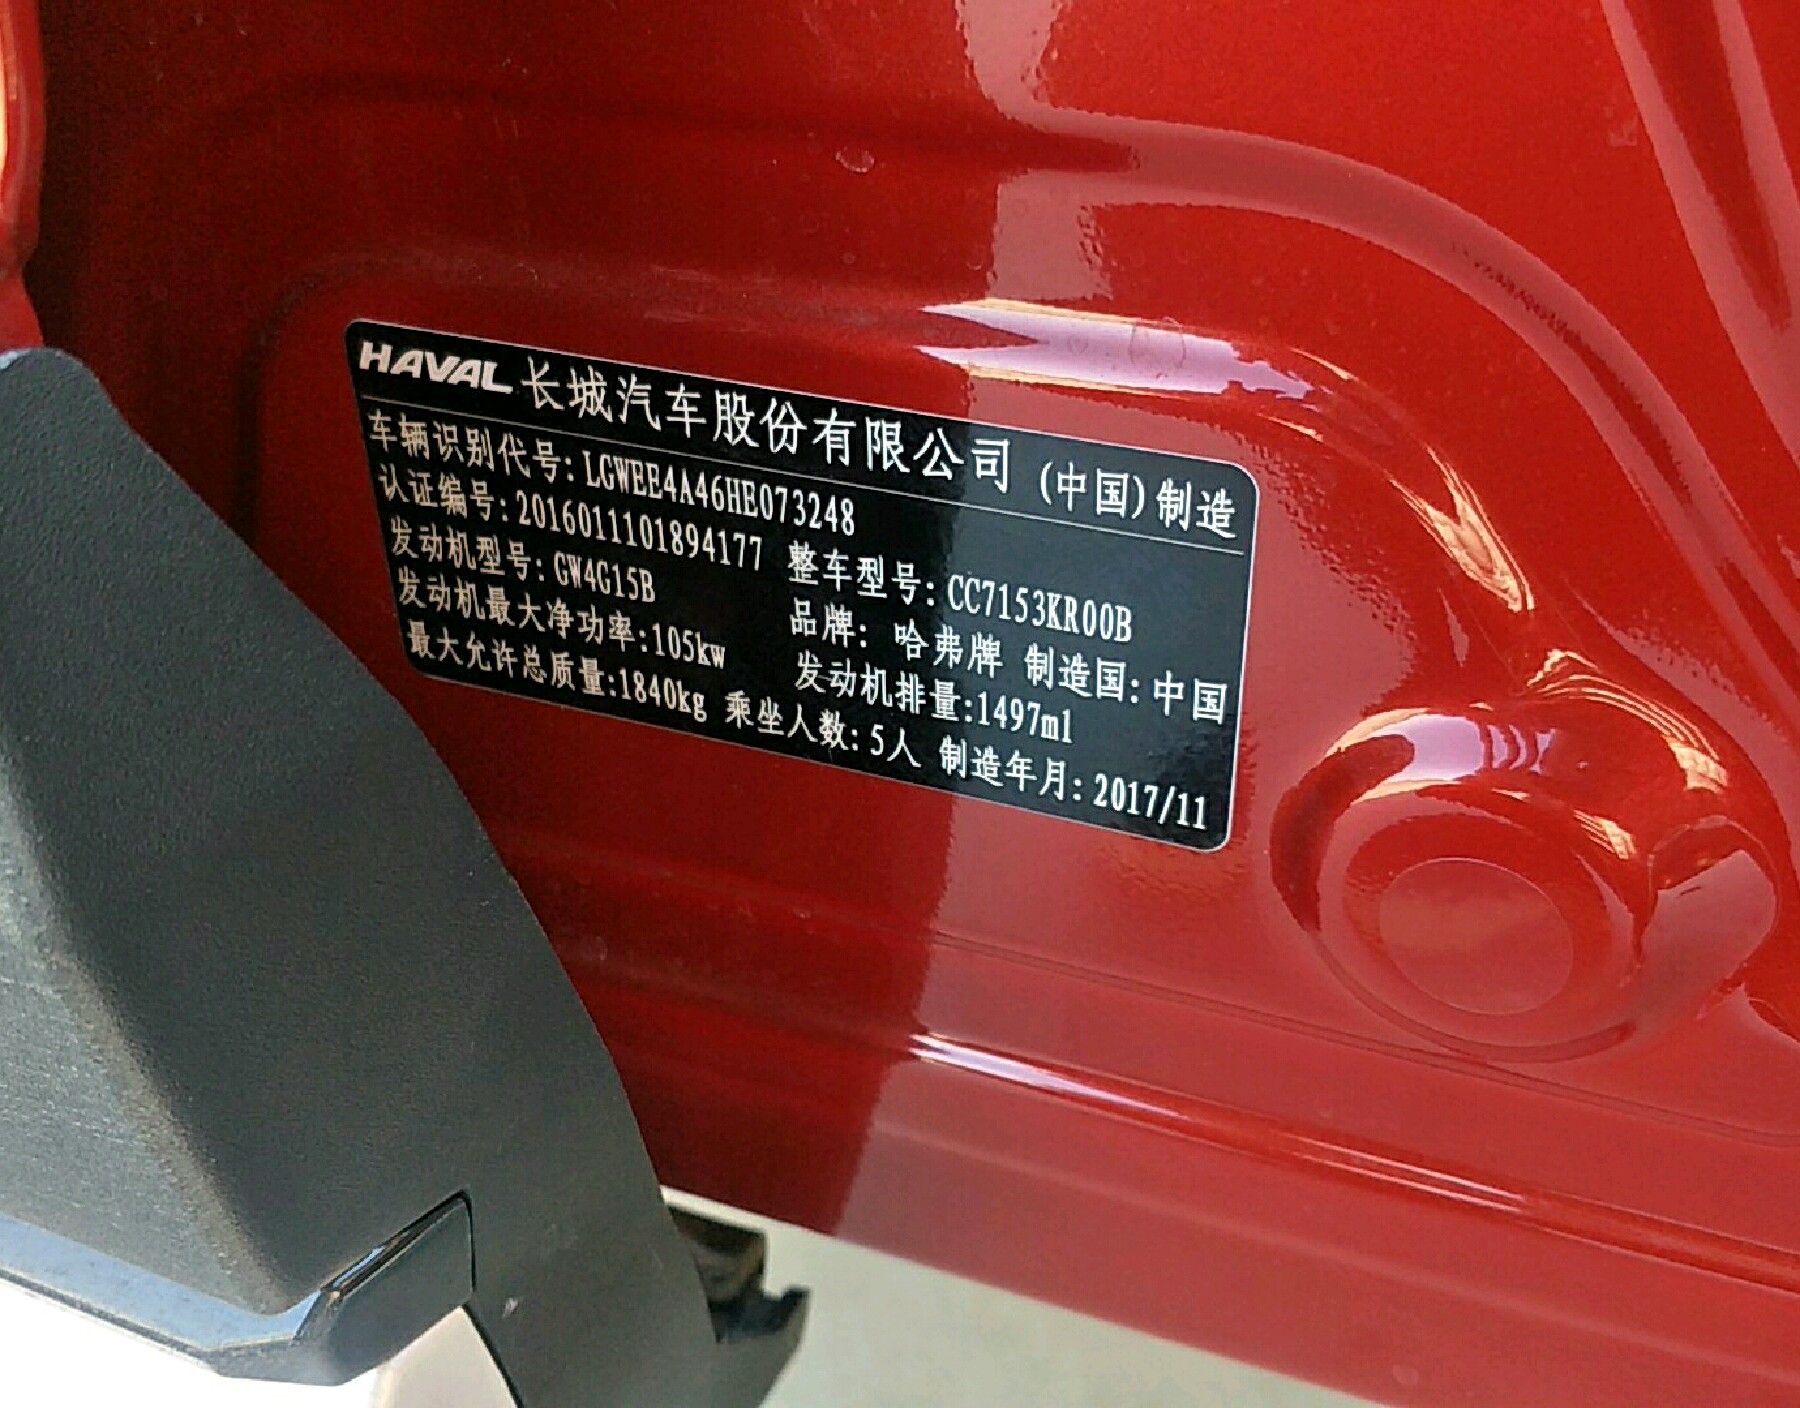 HAVAL 长城汽车股份有限公司 (中国)制造
车辆识别代号: LGWEE4A46HE073248
认证编号: 2016011101894177 整车型号: CC7153KR00B
发动机型号: GW4G15B 品牌: 哈弗牌 制造国: 中国
发动机最大净功率:105kw 发动机排量:1497ml
最大允许总质量:1840kg 乘坐人数: 5人 制造年月: 2017/11